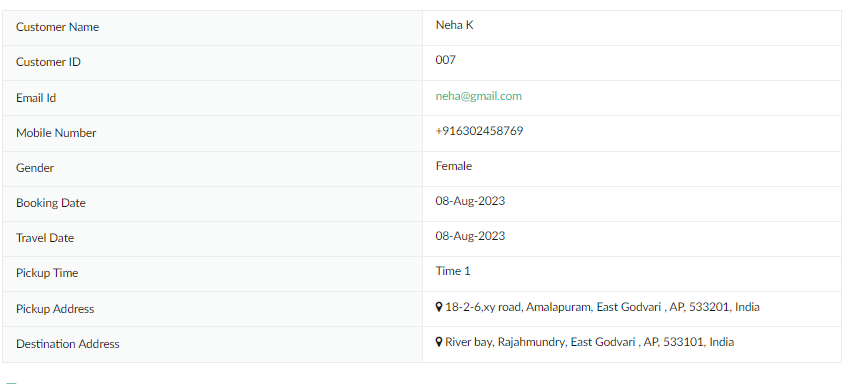 Customer Name Neha K
Customer ID 007
Email Id neha@gmail.com
Mobile Number +916302458769
Gender Female
Booking Date 08-Aug-2023
Travel Date 08-Aug-2023
Pickup Time Time 1
Pickup Address 18-2-6,xy road, Amalapuram, East Godvari , AP, 533201, India
Destination Address River bay, Rajahmundry, East Godvari , AP, 533101, India